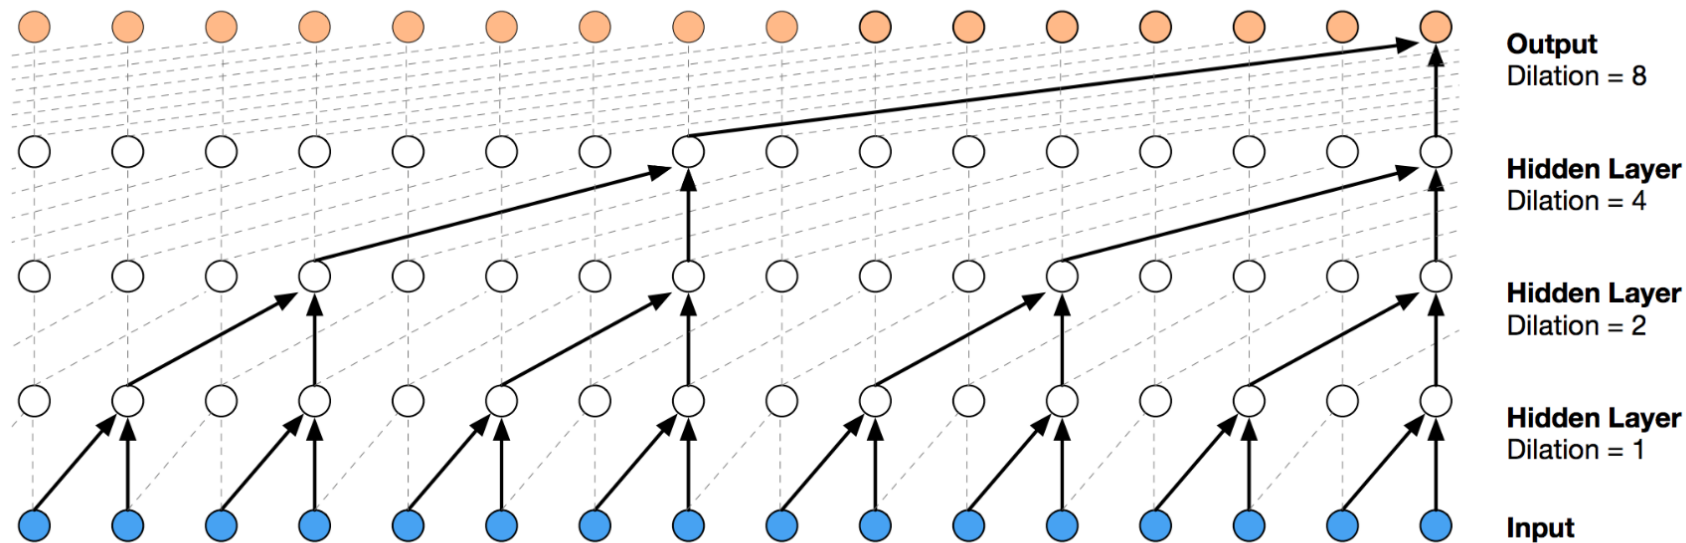 Output
Dilation = 8
Hidden Layer
Dilation = 4
Hidden Layer
Dilation = 2
Hidden Layer
Dilation = 1
Input